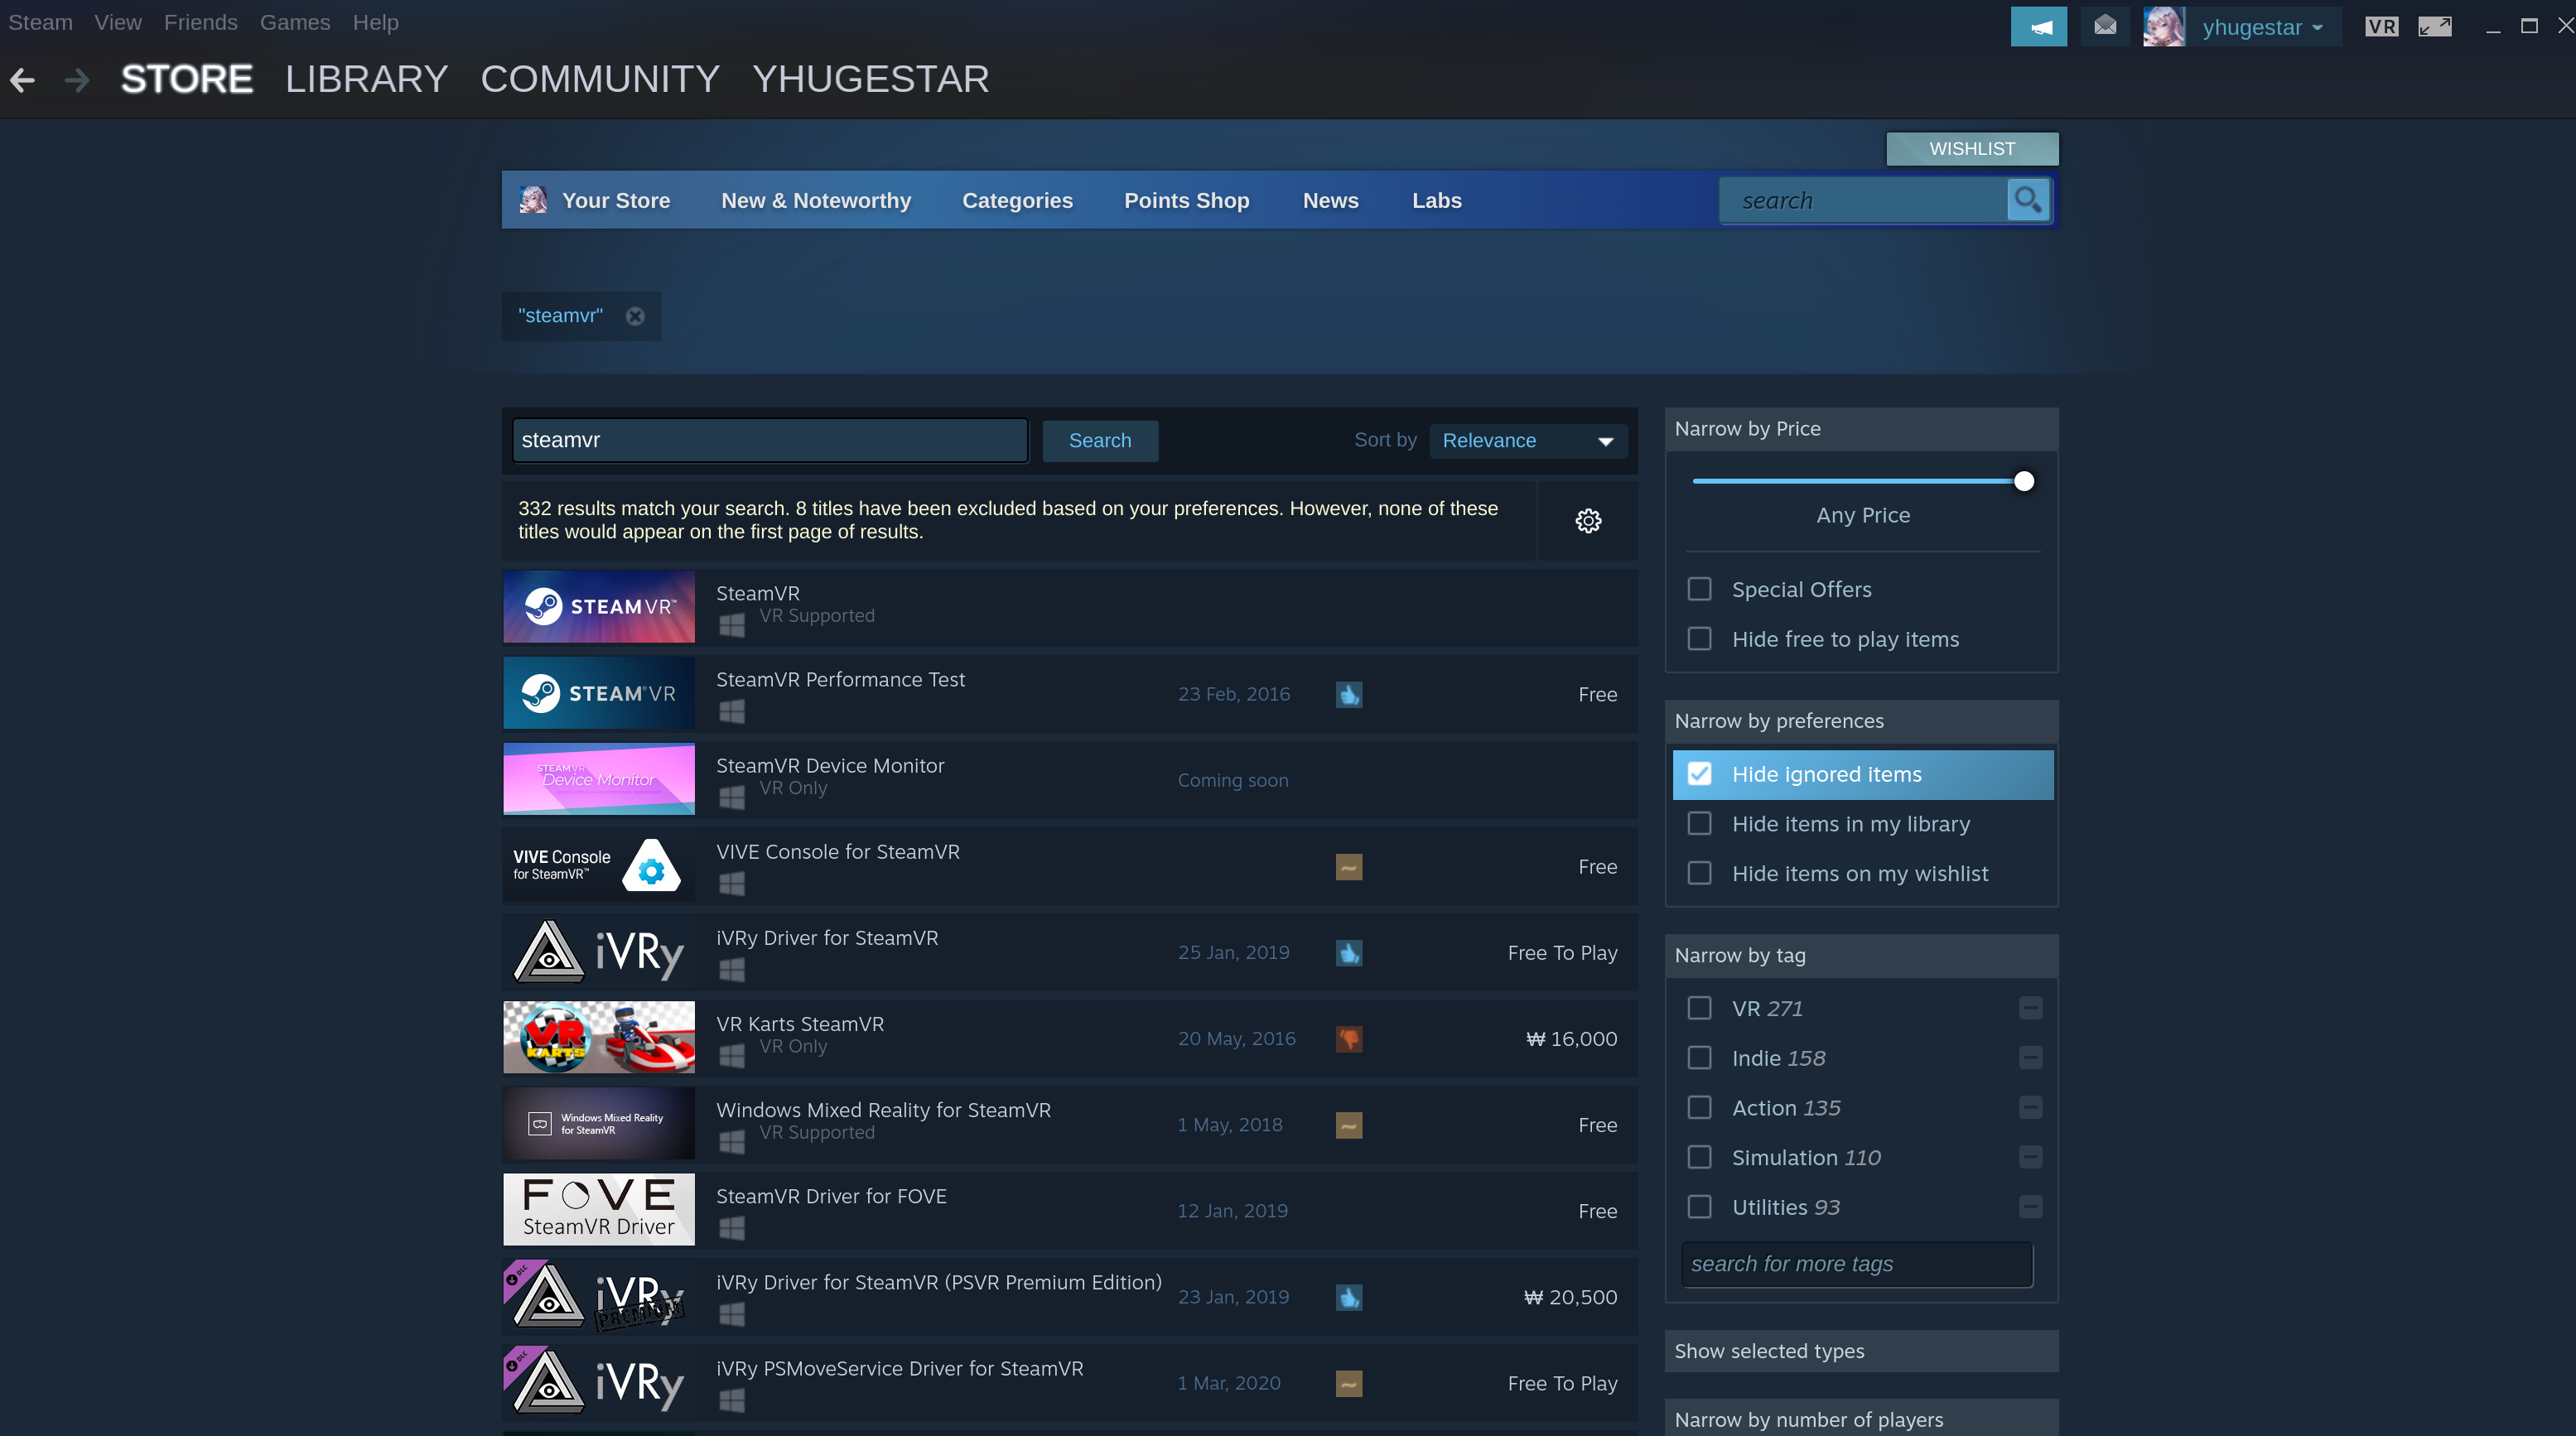 Steam View Friends Games Help
yhugestar
VR
STORE LIBRARY COMMUNITY YHUGESTAR
WISHLIST
Your Store New & Noteworthy Categories Points Shop News Labs
search
"steamvr"
steamvr
Search
Sort by Relevance
332 results match your search. 8 titles have been excluded based on your preferences. However, none of these
titles would appear on the first page of results.
STEAMVR™
SteamVR
VR Supported
STEAM®VR
SteamVR Performance Test
23 Feb, 2016
Free
STEAMVR
Device Monitor
SteamVR Device Monitor
VR Only
Coming soon
VIVE Console
for SteamVR™
VIVE Console for SteamVR
Free
iVRy
iVRy Driver for SteamVR
25 Jan, 2019
Free To Play
VR
KARTS
VR Karts SteamVR
VR Only
20 May, 2016
₩ 16,000
Windows Mixed Reality
for SteamVR
Windows Mixed Reality for SteamVR
VR Supported
1 May, 2018
Free
FOVE
SteamVR Driver
SteamVR Driver for FOVE
12 Jan, 2019
Free
DLC
iVRy
PREMIUM
iVRy Driver for SteamVR (PSVR Premium Edition)
23 Jan, 2019
₩ 20,500
DLC
iVRy
iVRy PSMoveService Driver for SteamVR
1 Mar, 2020
Free To Play
Narrow by Price
Any Price
Special Offers
Hide free to play items
Narrow by preferences
Hide ignored items
Hide items in my library
Hide items on my wishlist
Narrow by tag
VR 271
Indie 158
Action 135
Simulation 110
Utilities 93
search for more tags
Show selected types
Narrow by number of players